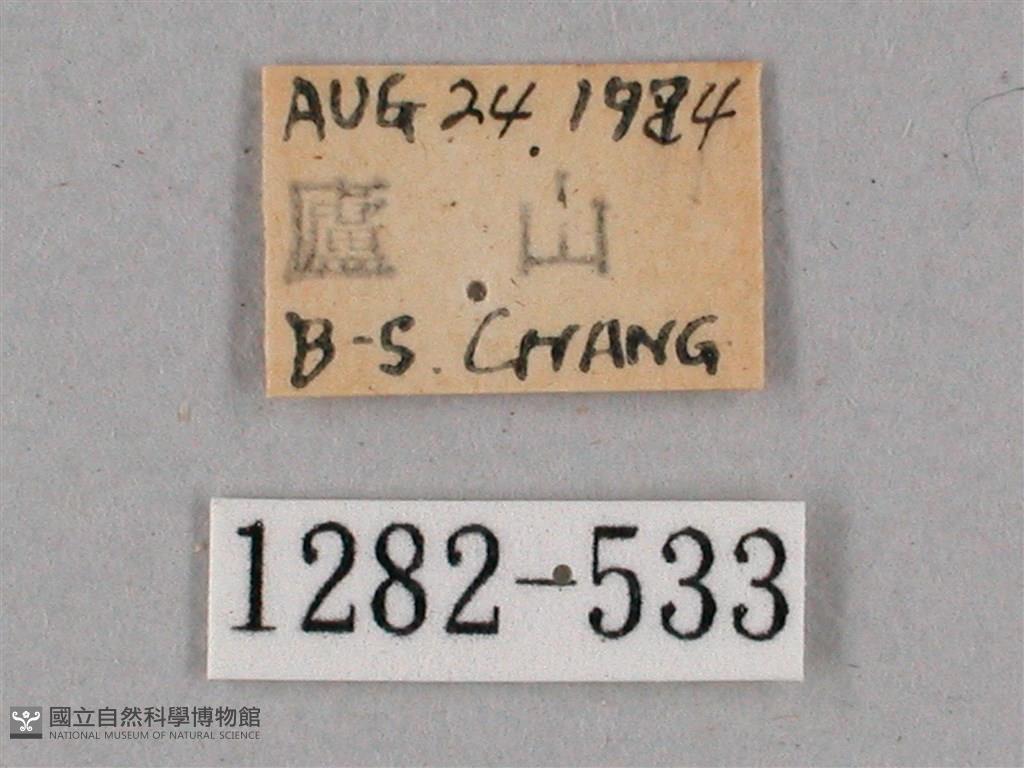 AUG 24. 1984
廬 山
B-S. CHANG
1282-533
國立自然科學博物館
NATIONAL MUSEUM OF NATURAL SCIENCE